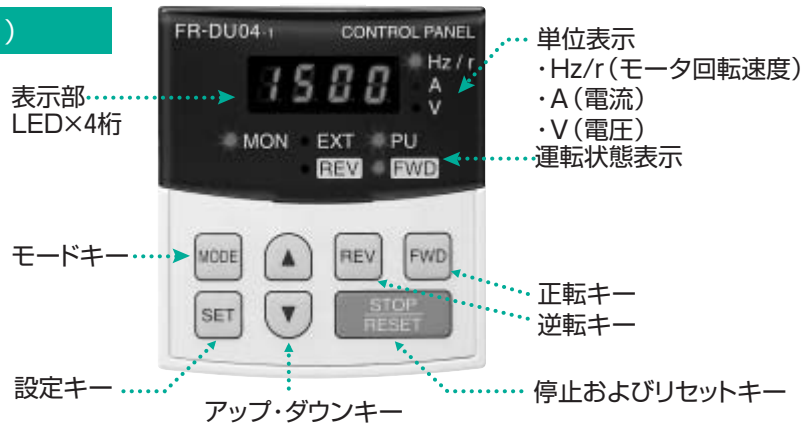 )
FR-DU04-1 CONTROL PANEL
1500
Hz / r
A
V
MON EXT PU
REV FWD
表示部
LED×4桁
単位表示
・Hz/r(モータ回転速度)
・A(電流)
・V(電圧)
運転状態表示
モードキー
MODE REV FWD
SET STOP
RESET
正転キー
逆転キー
設定キー
アップ・ダウンキー
停止およびリセットキー